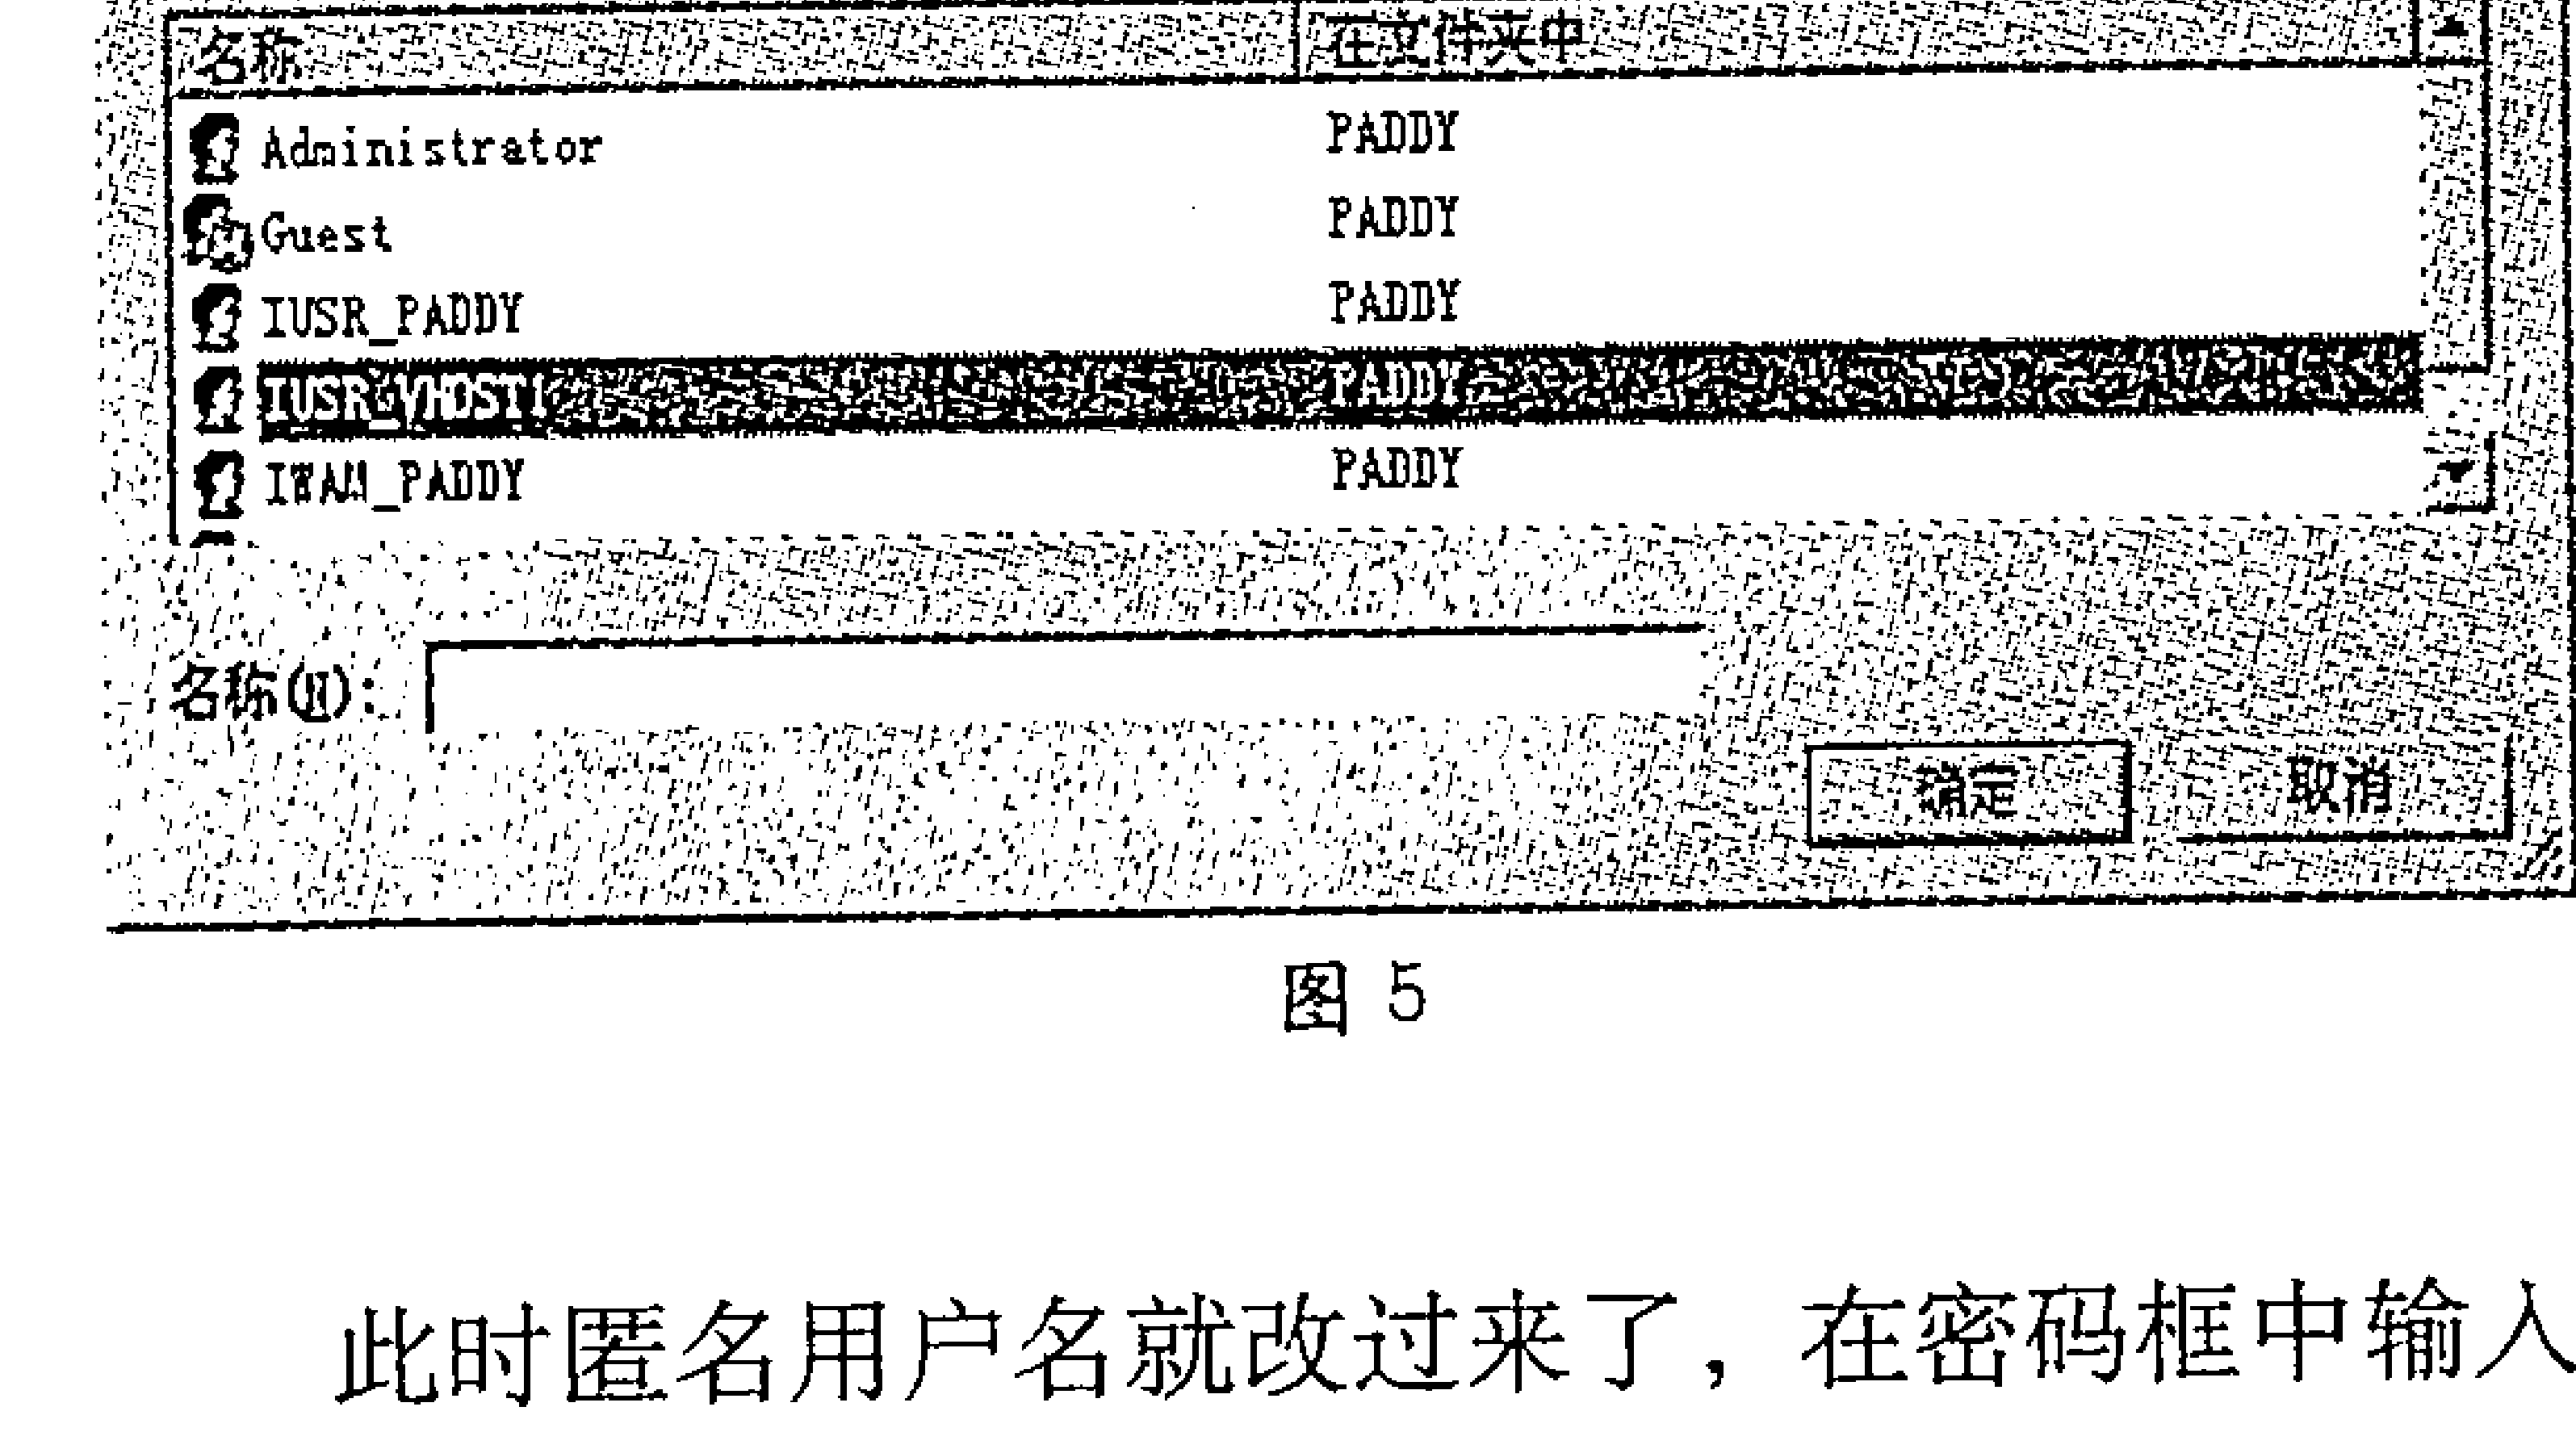 名称 在文件夹中
Administrator PADDY
Guest PADDY
IUSR_PADDY PADDY
IUSR_VHOST1 PADDY
IWAM_PADDY PADDY
名称(N):
确定 取消
图 5
此时匿名用户名就改过来了，在密码框中输入